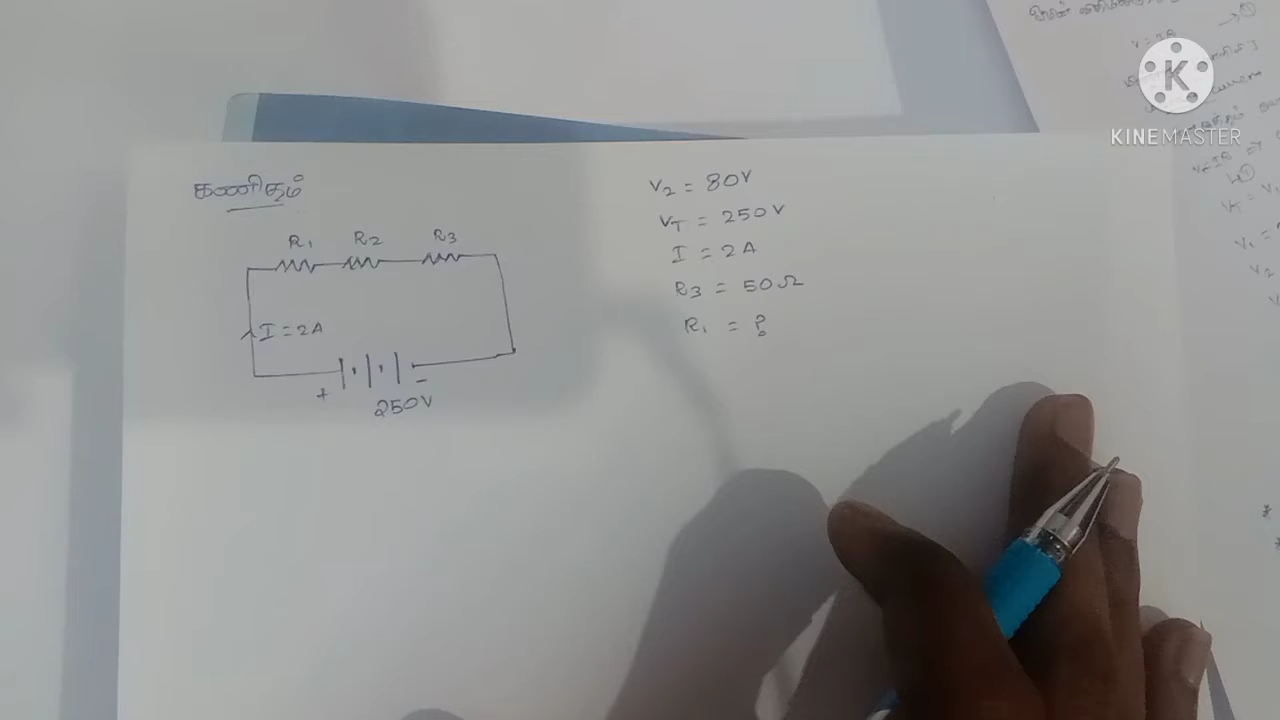 கணிதம்
R₁ R₂ R₃
I = 2A
+ −
250V
V₂ = 80V
V_T = 250V
I = 2A
R₃ = 50Ω
R₁ = ?
K
KINEMASTER